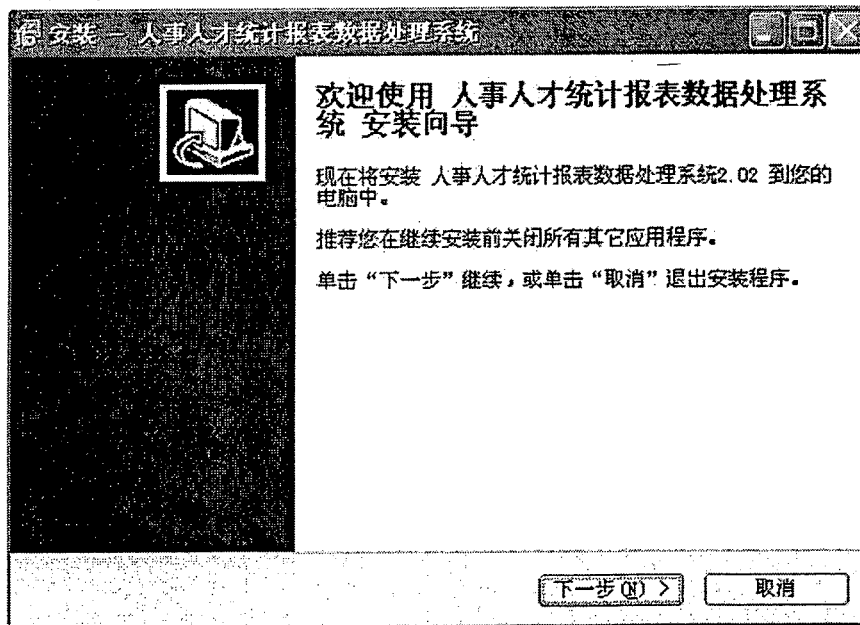 安装 - 人事人才统计报表数据处理系统
欢迎使用 人事人才统计报表数据处理系
统 安装向导
现在将安装 人事人才统计报表数据处理系统2.02 到您的
电脑中。
推荐您在继续安装前关闭所有其它应用程序。
单击“下一步”继续，或单击“取消”退出安装程序。
下一步(N) >
取消